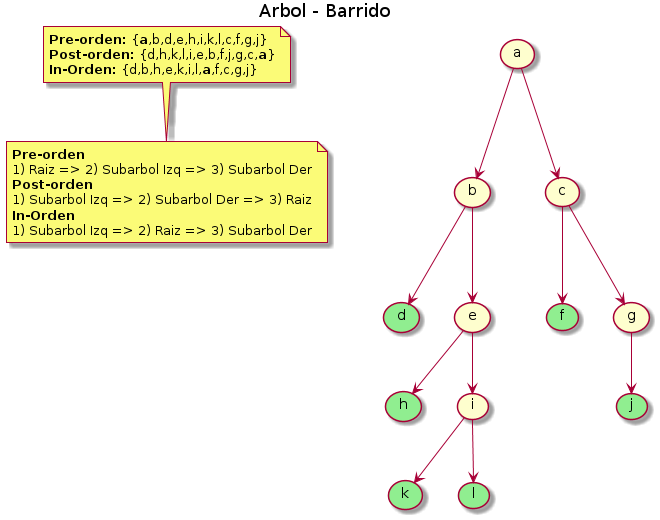 Arbol - Barrido
Pre-orden: {a,b,d,e,h,i,k,l,c,f,g,j}
Post-orden: {d,h,k,l,i,e,b,f,j,g,c,a}
In-Orden: {d,b,h,e,k,i,l,a,f,c,g,j}
Pre-orden
1) Raiz => 2) Subarbol Izq => 3) Subarbol Der
Post-orden
1) Subarbol Izq => 2) Subarbol Der => 3) Raiz
In-Orden
1) Subarbol Izq => 2) Raiz => 3) Subarbol Der
a
b
c
d
e
f
g
h
i
j
k
l